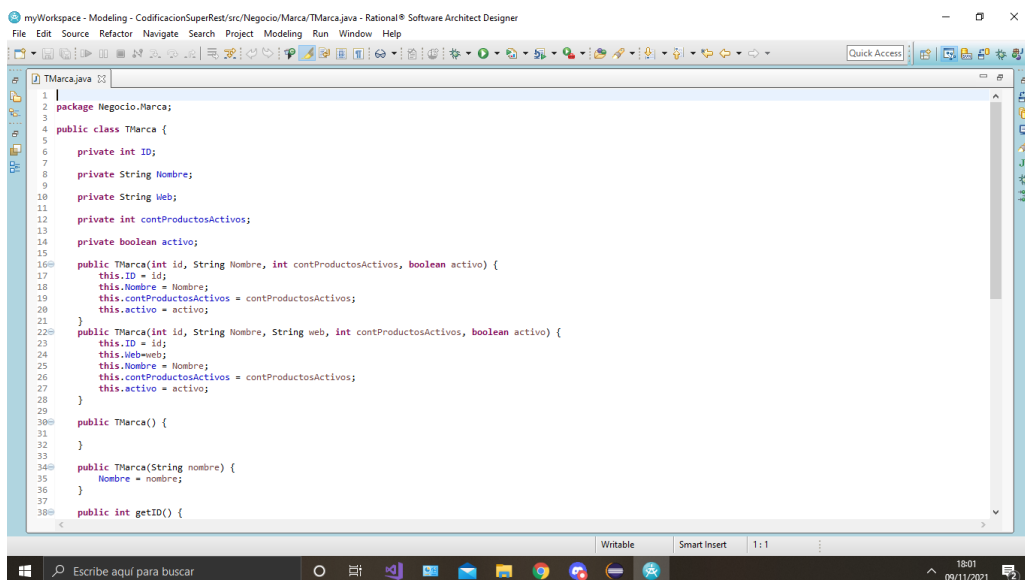 myWorkspace - Modeling - CodificacionSuperRest/src/Negocio/Marca/TMarca.java - Rational® Software Architect Designer
File Edit Source Refactor Navigate Search Project Modeling Run Window Help
Quick Access
TMarca.java
1
2 package Negocio.Marca;
3
4 public class TMarca {
5
6 private int ID;
7
8 private String Nombre;
9
10 private String Web;
11
12 private int contProductosActivos;
13
14 private boolean activo;
15
16 public TMarca(int id, String Nombre, int contProductosActivos, boolean activo) {
17 this.ID = id;
18 this.Nombre = Nombre;
19 this.contProductosActivos = contProductosActivos;
20 this.activo = activo;
21 }
22 public TMarca(int id, String Nombre, String web, int contProductosActivos, boolean activo) {
23 this.ID = id;
24 this.Web=web;
25 this.Nombre = Nombre;
26 this.contProductosActivos = contProductosActivos;
27 this.activo = activo;
28 }
29
30 public TMarca() {
31
32 }
33
34 public TMarca(String nombre) {
35 Nombre = nombre;
36 }
37
38 public int getID() {
Writable Smart Insert 1 : 1
Escribe aquí para buscar
18:01
09/11/2021
2